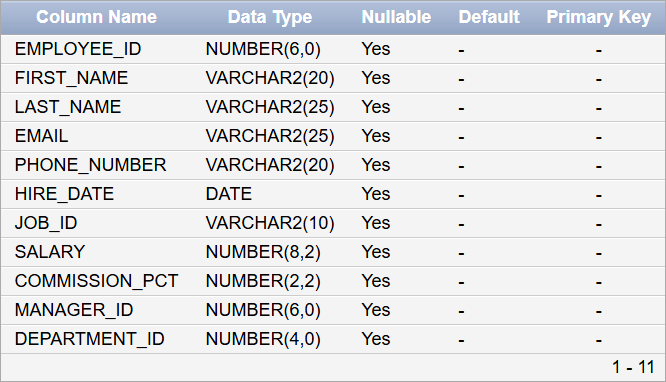 Column Name Data Type Nullable Default Primary Key
EMPLOYEE_ID NUMBER(6,0) Yes - -
FIRST_NAME VARCHAR2(20) Yes - -
LAST_NAME VARCHAR2(25) Yes - -
EMAIL VARCHAR2(25) Yes - -
PHONE_NUMBER VARCHAR2(20) Yes - -
HIRE_DATE DATE Yes - -
JOB_ID VARCHAR2(10) Yes - -
SALARY NUMBER(8,2) Yes - -
COMMISSION_PCT NUMBER(2,2) Yes - -
MANAGER_ID NUMBER(6,0) Yes - -
DEPARTMENT_ID NUMBER(4,0) Yes - -
1 - 11